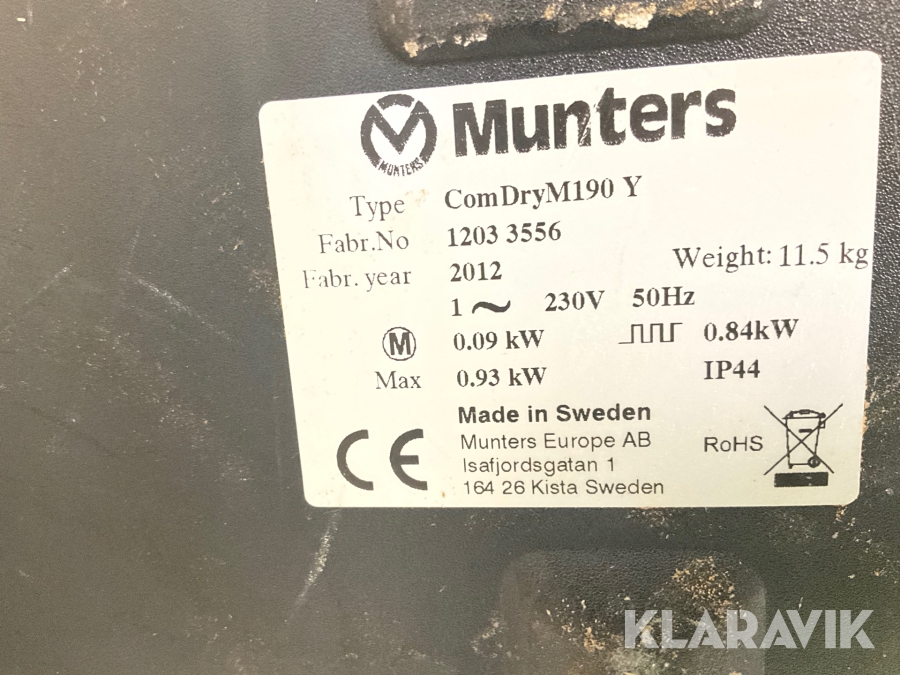 MUNTERS
Munters
Type ComDryM190 Y
Fabr.No 1203 3556
Fabr. year 2012 Weight: 11.5 kg
1 ~ 230V 50Hz
M 0.09 kW 0.84kW
Max 0.93 kW IP44
Made in Sweden
CE Munters Europe AB RoHS
Isafjordsgatan 1
164 26 Kista Sweden
KLARAVIK